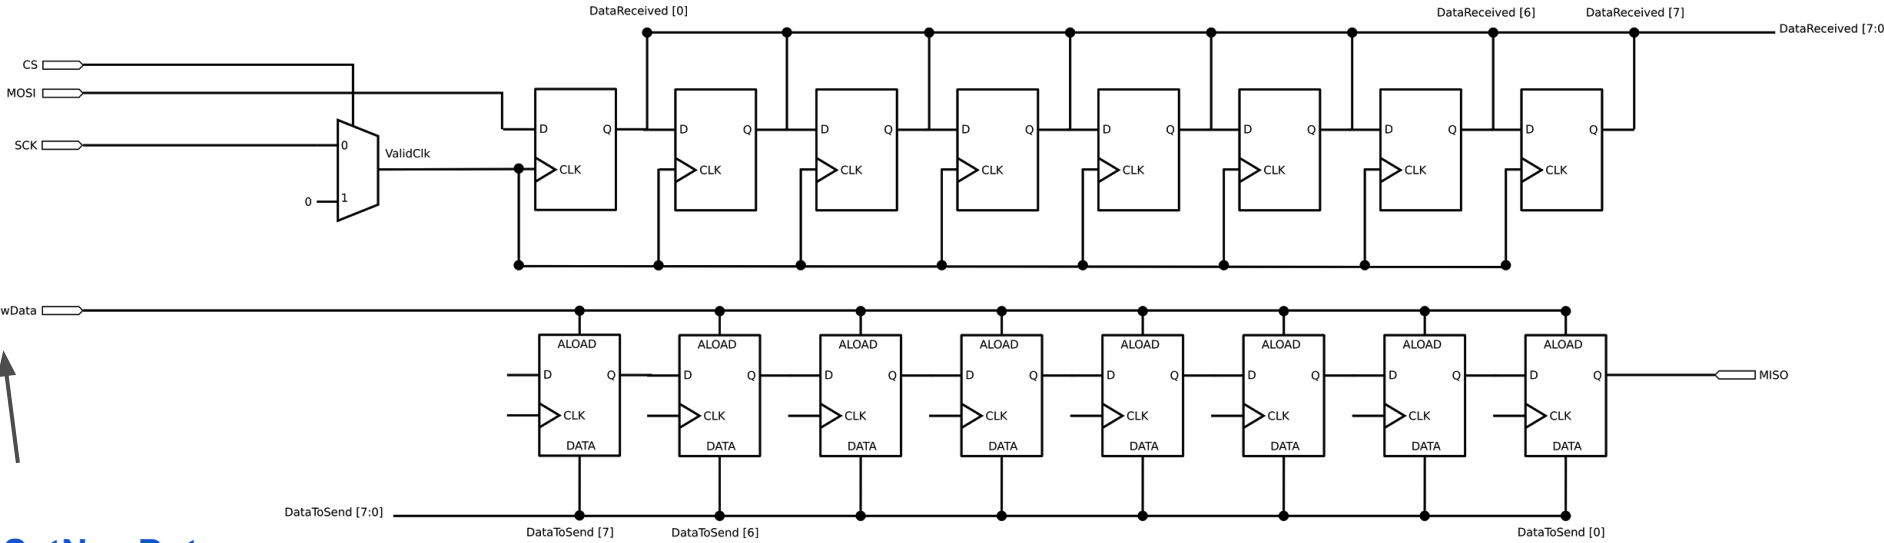 DataReceived [0]
DataReceived [6]
DataReceived [7]
DataReceived [7:0
CS
MOSI
SCK
0
1
0
ValidClk
D Q D Q D Q D Q D Q D Q D Q D Q
CLK CLK CLK CLK CLK CLK CLK CLK
wData
ALOAD ALOAD ALOAD ALOAD ALOAD ALOAD ALOAD ALOAD
D Q D Q D Q D Q D Q D Q D Q D Q
MISO
CLK CLK CLK CLK CLK CLK CLK CLK
DATA DATA DATA DATA DATA DATA DATA DATA
DataToSend [7:0]
DataToSend [7]
DataToSend [6]
DataToSend [0]